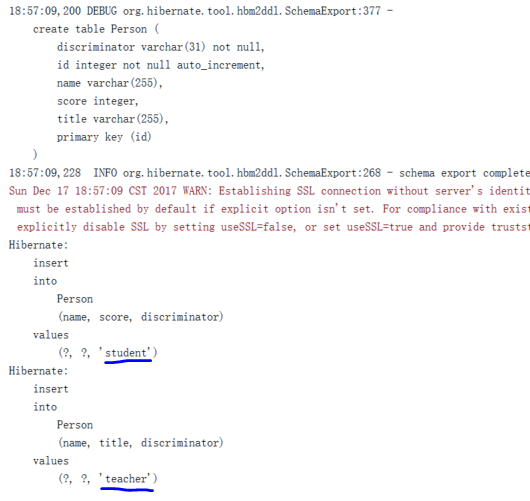 18:57:09,200 DEBUG org.hibernate.tool.hbm2ddl.SchemaExport:377 -
create table Person (
discriminator varchar(31) not null,
id integer not null auto_increment,
name varchar(255),
score integer,
title varchar(255),
primary key (id)
)
18:57:09,228  INFO org.hibernate.tool.hbm2ddl.SchemaExport:268 - schema export complete
Sun Dec 17 18:57:09 CST 2017 WARN: Establishing SSL connection without server's identit
must be established by default if explicit option isn't set. For compliance with exist
explicitly disable SSL by setting useSSL=false, or set useSSL=true and provide trustst
Hibernate:
insert
into
Person
(name, score, discriminator)
values
(?, ?, 'student')
Hibernate:
insert
into
Person
(name, title, discriminator)
values
(?, ?, 'teacher')